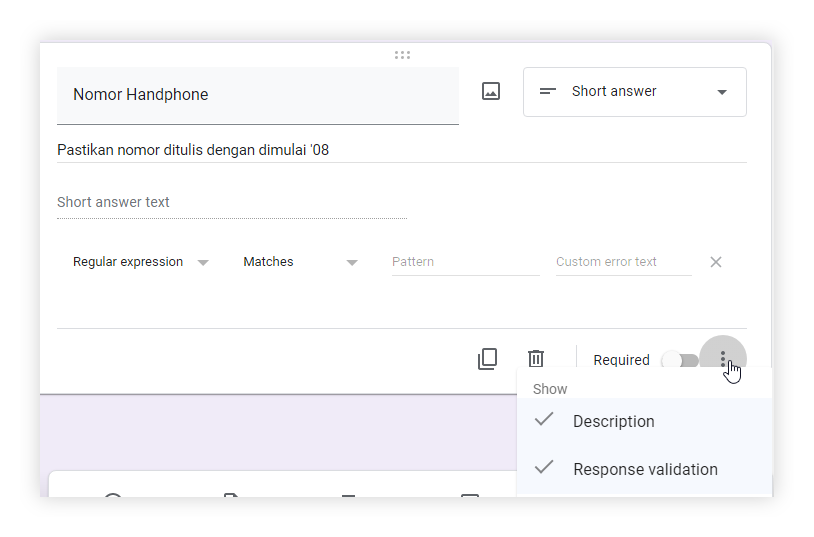 Nomor Handphone
Short answer
Pastikan nomor ditulis dengan dimulai '08
Short answer text
Regular expression Matches Pattern Custom error text
Required
Show
Description
Response validation